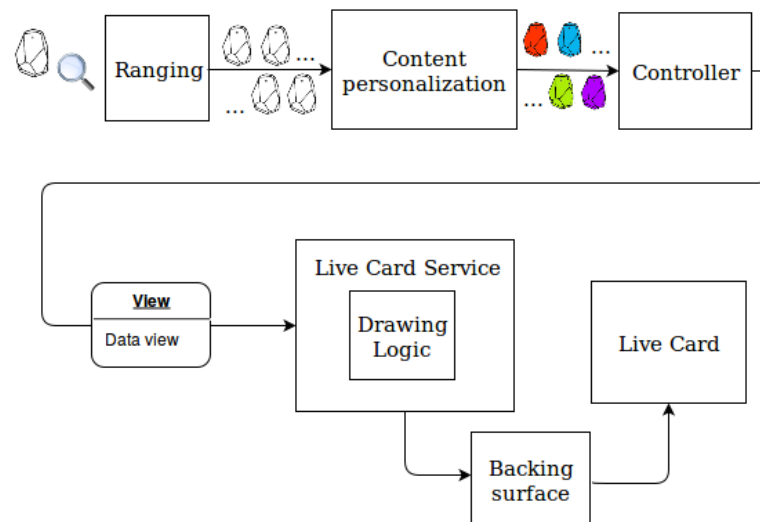 Ranging
...
...
Content
personalization
...
...
Controller
View
Data view
Live Card Service
Drawing
Logic
Live Card
Backing
surface